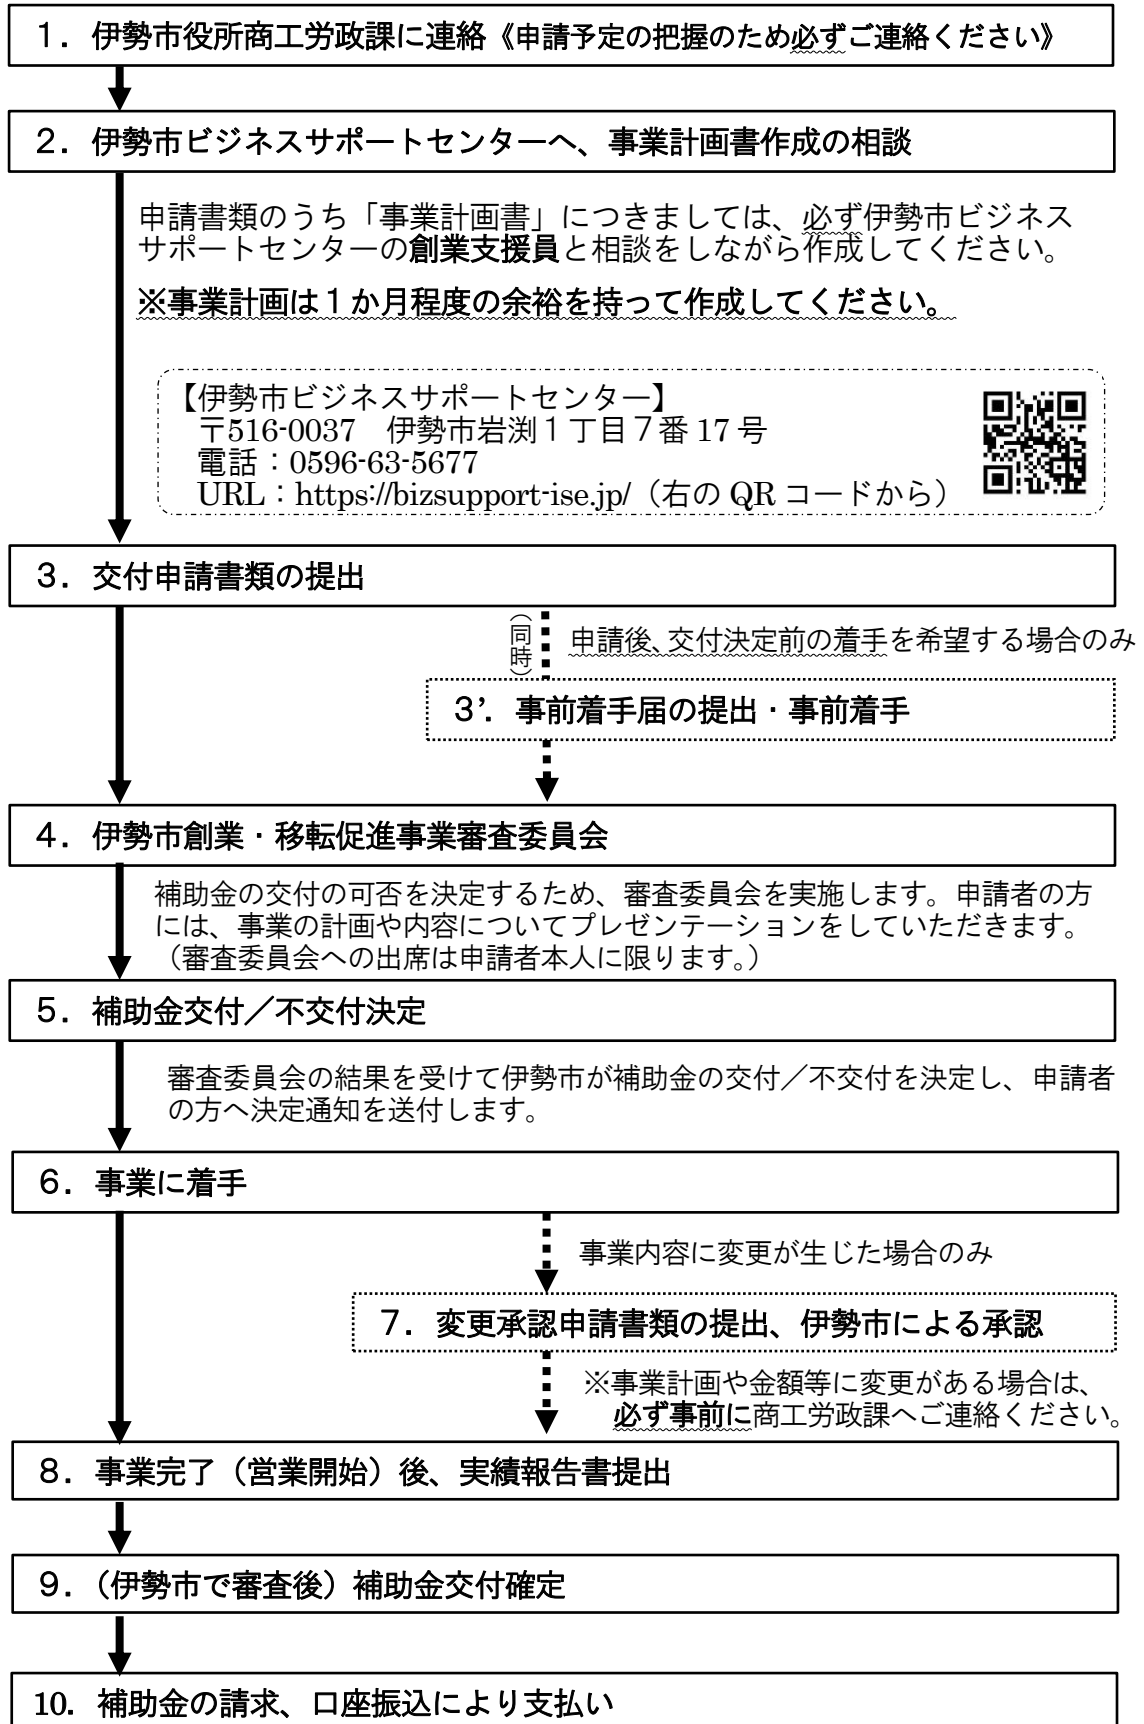 １．伊勢市役所商工労政課に連絡《申請予定の把握のため必ずご連絡ください》
２．伊勢市ビジネスサポートセンターへ、事業計画書作成の相談
申請書類のうち「事業計画書」につきましては、必ず伊勢市ビジネス
サポートセンターの創業支援員と相談をしながら作成してください。
※事業計画は１か月程度の余裕を持って作成してください。
【伊勢市ビジネスサポートセンター】
〒516-0037　伊勢市岩渕１丁目７番 17 号
電話：0596-63-5677
URL：https://bizsupport-ise.jp/（右の QR コードから）
３．交付申請書類の提出
（同時）
申請後、交付決定前の着手を希望する場合のみ
３’．事前着手届の提出・事前着手
４．伊勢市創業・移転促進事業審査委員会
補助金の交付の可否を決定するため、審査委員会を実施します。申請者の方
には、事業の計画や内容についてプレゼンテーションをしていただきます。
（審査委員会への出席は申請者本人に限ります。）
５．補助金交付／不交付決定
審査委員会の結果を受けて伊勢市が補助金の交付／不交付を決定し、申請者
の方へ決定通知を送付します。
６．事業に着手
事業内容に変更が生じた場合のみ
７．変更承認申請書類の提出、伊勢市による承認
※事業計画や金額等に変更がある場合は、
必ず事前に商工労政課へご連絡ください。
８．事業完了（営業開始）後、実績報告書提出
９．（伊勢市で審査後）補助金交付確定
10．補助金の請求、口座振込により支払い